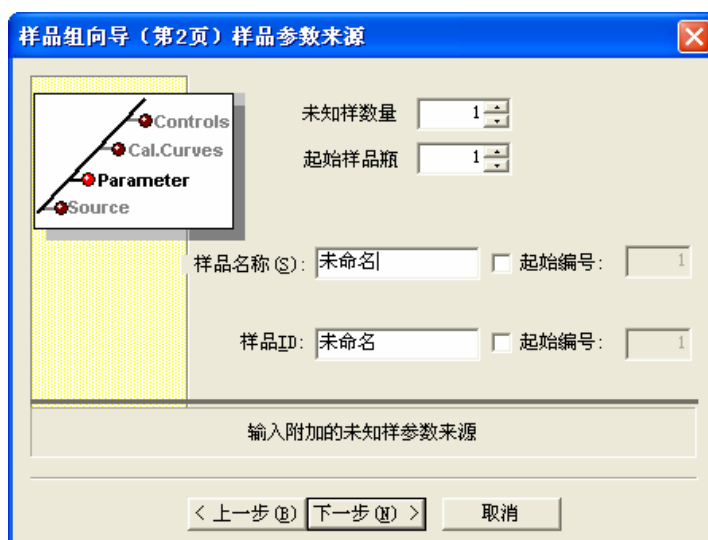 样品组向导（第2页）样品参数来源
Controls
Cal.Curves
Parameter
Source
未知样数量 1
起始样品瓶 1
样品名称(S): 未命名 起始编号: 1
样品ID: 未命名 起始编号: 1
输入附加的未知样参数来源
< 上一步(B) 下一步(N) > 取消